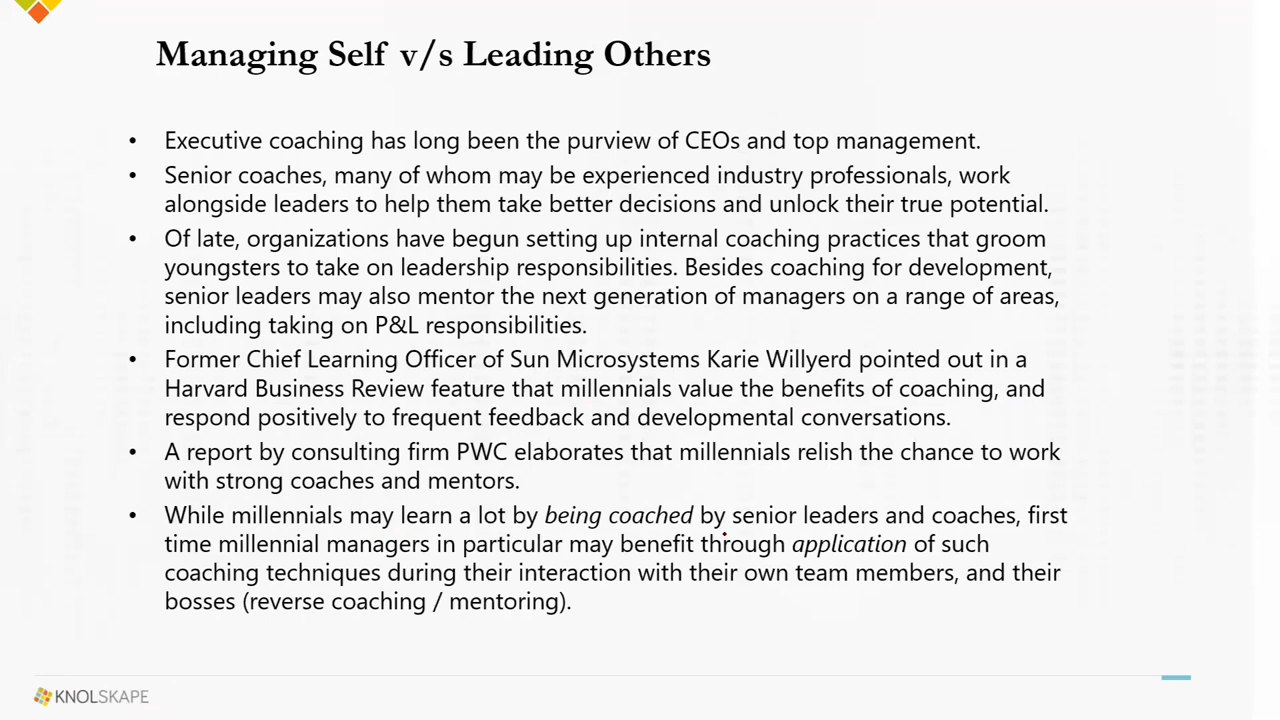 Managing Self v/s Leading Others
• Executive coaching has long been the purview of CEOs and top management.
• Senior coaches, many of whom may be experienced industry professionals, work
alongside leaders to help them take better decisions and unlock their true potential.
• Of late, organizations have begun setting up internal coaching practices that groom
youngsters to take on leadership responsibilities. Besides coaching for development,
senior leaders may also mentor the next generation of managers on a range of areas,
including taking on P&L responsibilities.
• Former Chief Learning Officer of Sun Microsystems Karie Willyerd pointed out in a
Harvard Business Review feature that millennials value the benefits of coaching, and
respond positively to frequent feedback and developmental conversations.
• A report by consulting firm PWC elaborates that millennials relish the chance to work
with strong coaches and mentors.
• While millennials may learn a lot by being coached by senior leaders and coaches, first
time millennial managers in particular may benefit through application of such
coaching techniques during their interaction with their own team members, and their
bosses (reverse coaching / mentoring).
KNOLSKAPE